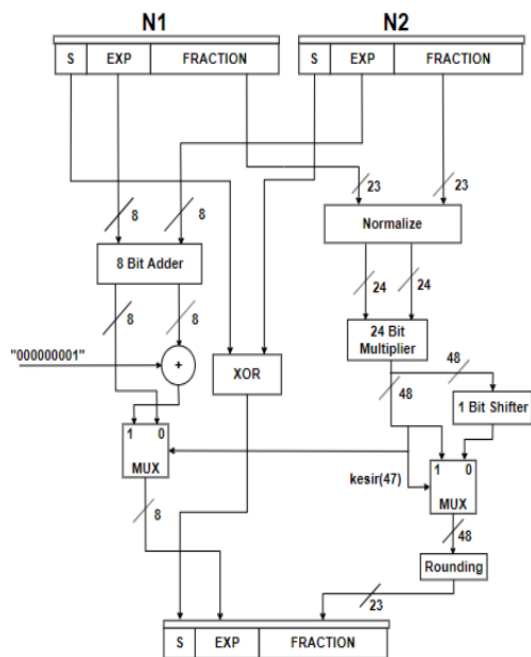 N1 N2
S EXP FRACTION S EXP FRACTION
23 23
8 8
Normalize
8 Bit Adder
24 24
8 8
"000000001"
24 Bit Multiplier
+
XOR
48
48
1 Bit Shifter
1 0
MUX
kesir(47)
1 0
MUX
8
48
Rounding
23
S EXP FRACTION